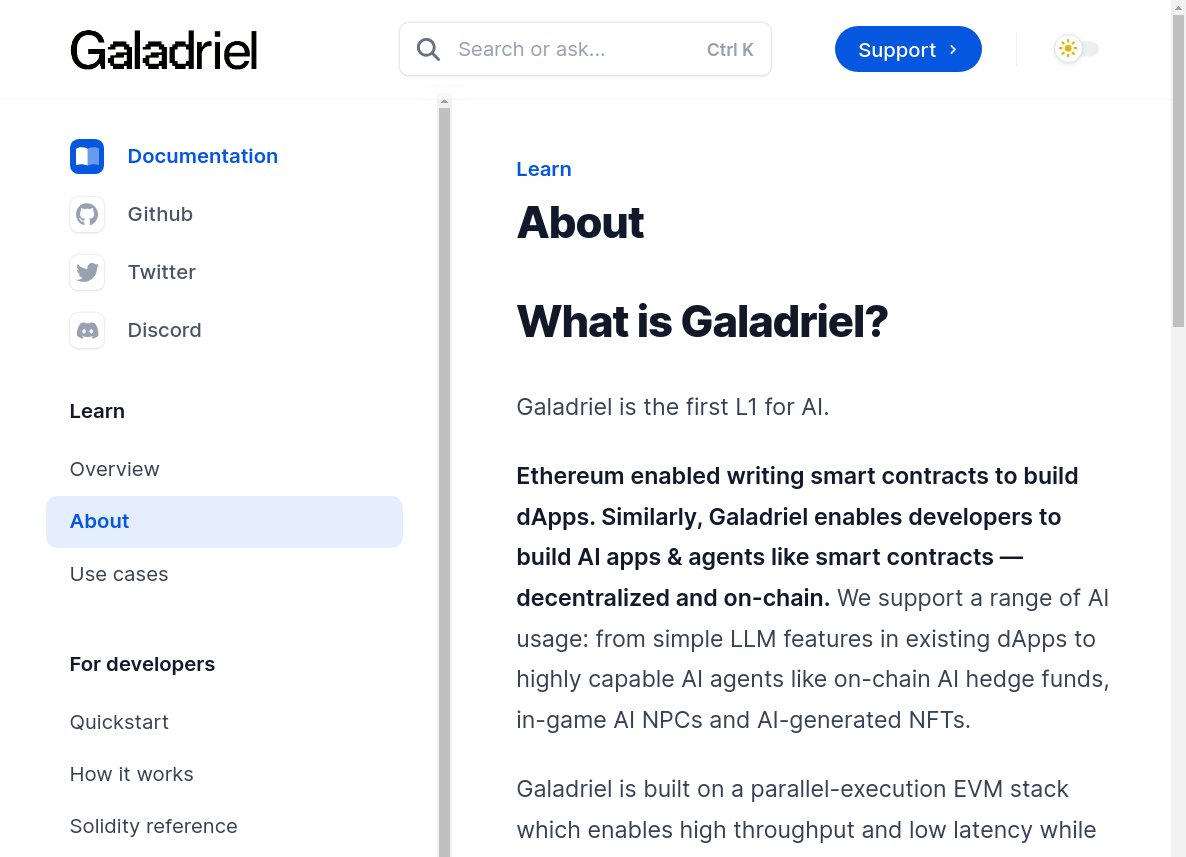 Galadriel
Search or ask...
Ctrl K
Support
Documentation
Github
Twitter
Discord
Learn
Overview
About
Use cases
For developers
Quickstart
How it works
Solidity reference
Learn
About
What is Galadriel?
Galadriel is the first L1 for AI.
Ethereum enabled writing smart contracts to build
dApps. Similarly, Galadriel enables developers to
build AI apps & agents like smart contracts —
decentralized and on-chain. We support a range of AI
usage: from simple LLM features in existing dApps to
highly capable AI agents like on-chain AI hedge funds,
in-game AI NPCs and AI-generated NFTs.
Galadriel is built on a parallel-execution EVM stack
which enables high throughput and low latency while